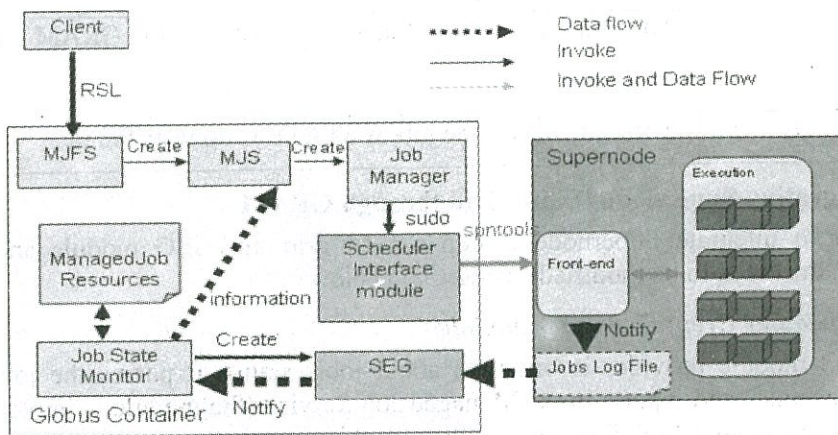 Client
Data flow
Invoke
Invoke and Data Flow
RSL
MJFS
Create
MJS
Create
Job
Manager
Supernode
Execution
sudo
spntools
ManagedJob
Resources
Scheduler
Interface
module
Front-end
information
Notify
Job State
Monitor
Create
SEG
Jobs Log File
Notify
Globus Container